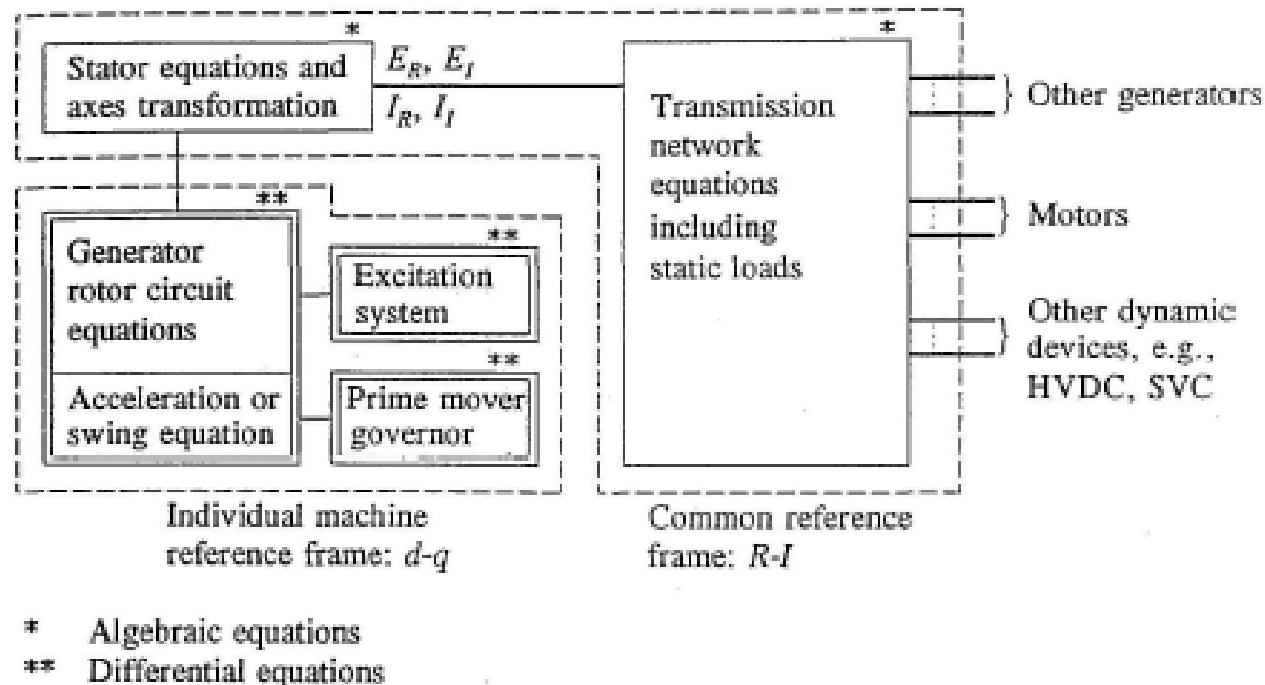 *
Stator equations and
axes transformation
E_R, E_I
I_R, I_I
*
Transmission
network
equations
including
static loads
Other generators
Motors
Other dynamic
devices, e.g.,
HVDC, SVC
**
Generator
rotor circuit
equations
Acceleration or
swing equation
**
Excitation
system
**
Prime mover
governor
Individual machine
reference frame: d-q
Common reference
frame: R-I
* Algebraic equations
** Differential equations